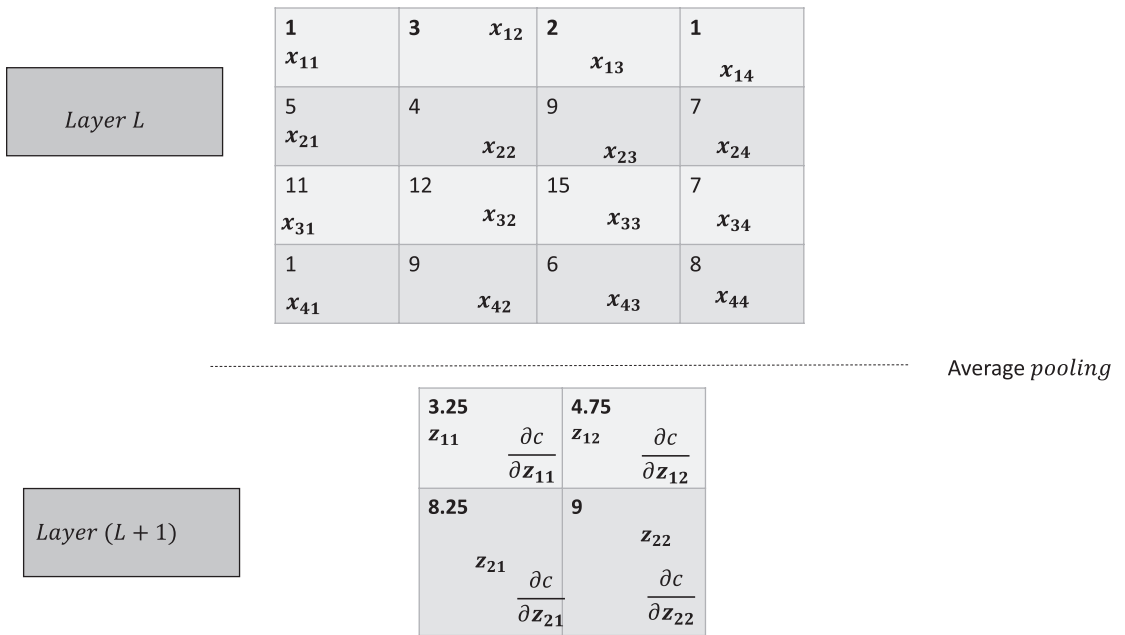 1 3 x₁₂ 2 1
x₁₁ x₁₃ x₁₄
Layer L
5 4 9 7
x₂₁ x₂₂ x₂₃ x₂₄
11 12 15 7
x₃₁ x₃₂ x₃₃ x₃₄
1 9 6 8
x₄₁ x₄₂ x₄₃ x₄₄
Average pooling
3.25 4.75
z₁₁ ∂c/∂z₁₁ z₁₂ ∂c/∂z₁₂
Layer (L + 1)
8.25 9
z₂₁ z₂₂
∂c/∂z₂₁ ∂c/∂z₂₂